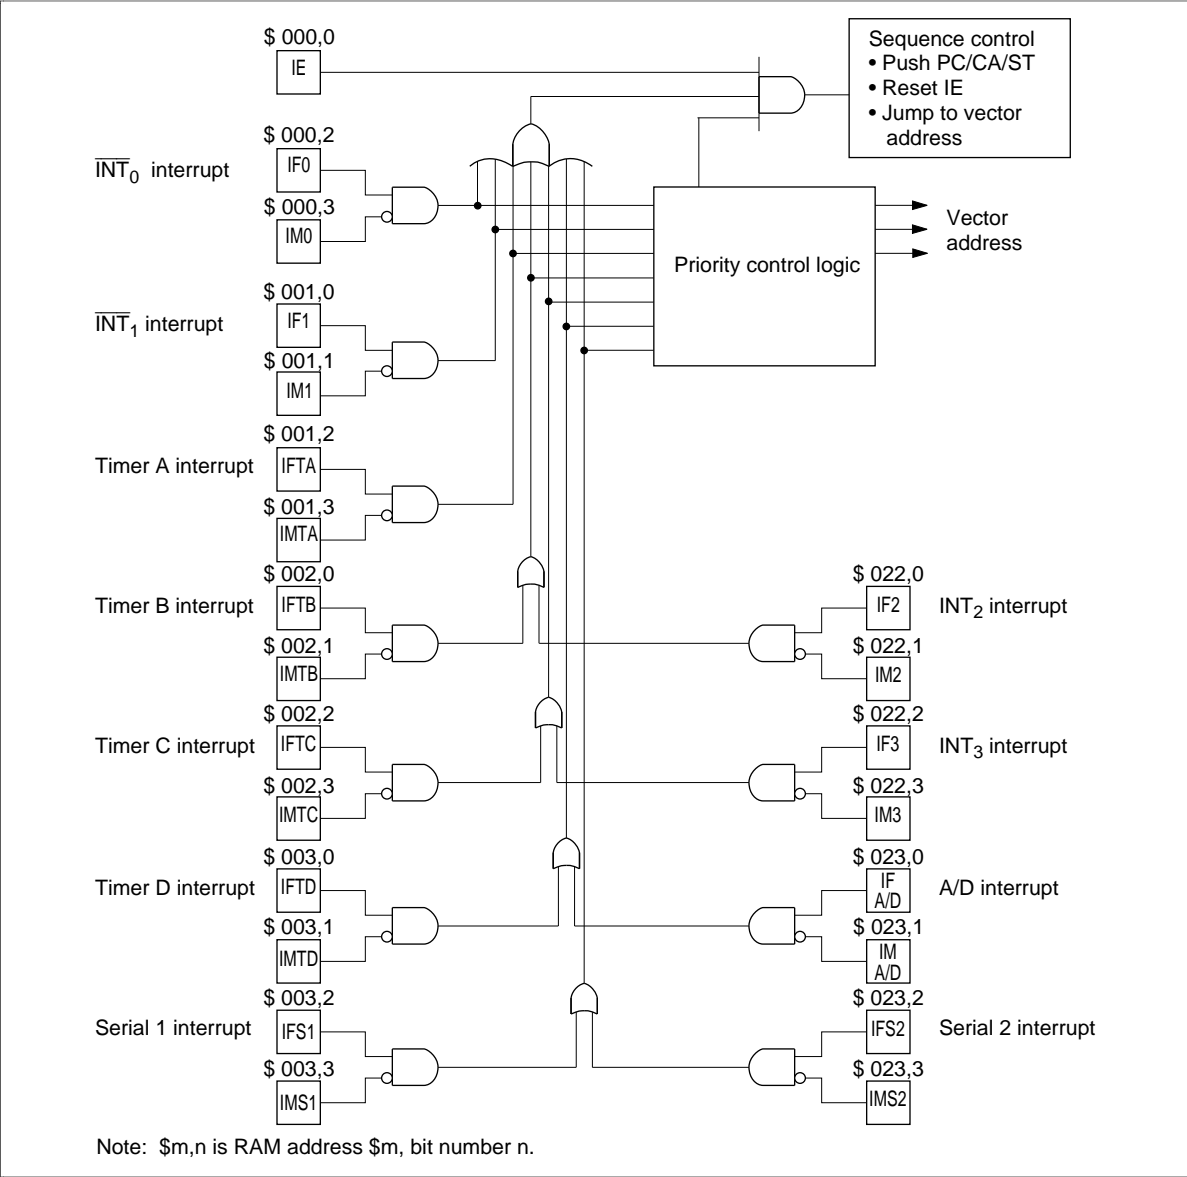 $ 000,0
IE
Sequence control
• Push PC/CA/ST
• Reset IE
• Jump to vector
address
$ 000,2
IF0
INT0 interrupt
$ 000,3
IM0
Priority control logic
Vector
address
$ 001,0
IF1
INT1 interrupt
$ 001,1
IM1
$ 001,2
Timer A interrupt
IFTA
$ 001,3
IMTA
$ 002,0
Timer B interrupt
IFTB
$ 002,1
IMTB
$ 022,0
IF2
INT2 interrupt
$ 022,1
IM2
$ 002,2
Timer C interrupt
IFTC
$ 002,3
IMTC
$ 022,2
IF3
INT3 interrupt
$ 022,3
IM3
$ 003,0
Timer D interrupt
IFTD
$ 003,1
IMTD
$ 023,0
IF
A/D
A/D interrupt
$ 023,1
IM
A/D
$ 003,2
Serial 1 interrupt
IFS1
$ 003,3
IMS1
$ 023,2
IFS2
Serial 2 interrupt
$ 023,3
IMS2
Note: $m,n is RAM address $m, bit number n.